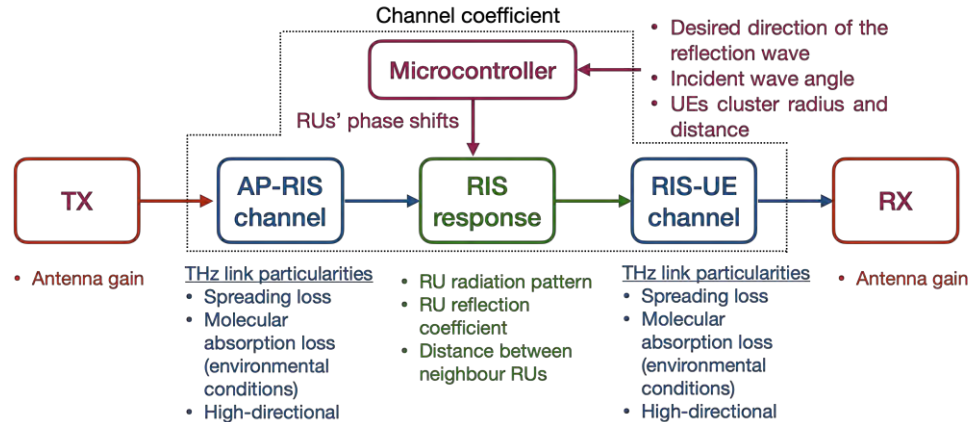 Channel coefficient
• Desired direction of the
reflection wave
• Incident wave angle
• UEs cluster radius and
distance
Microcontroller
RUs' phase shifts
TX
AP-RIS
channel
RIS
response
RIS-UE
channel
RX
• Antenna gain
THz link particularities
• Spreading loss
• Molecular
absorption loss
(environmental
conditions)
• High-directional
• RU radiation pattern
• RU reflection
coefficient
• Distance between
neighbour RUs
THz link particularities
• Spreading loss
• Molecular
absorption loss
(environmental
conditions)
• High-directional
• Antenna gain